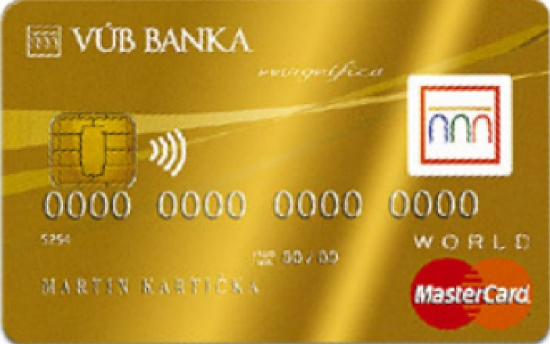 VÚB BANKA
magnifica
0000 0000 0000 0000
5254
00/00
WORLD
MARTIN KARTIČKA
MasterCard